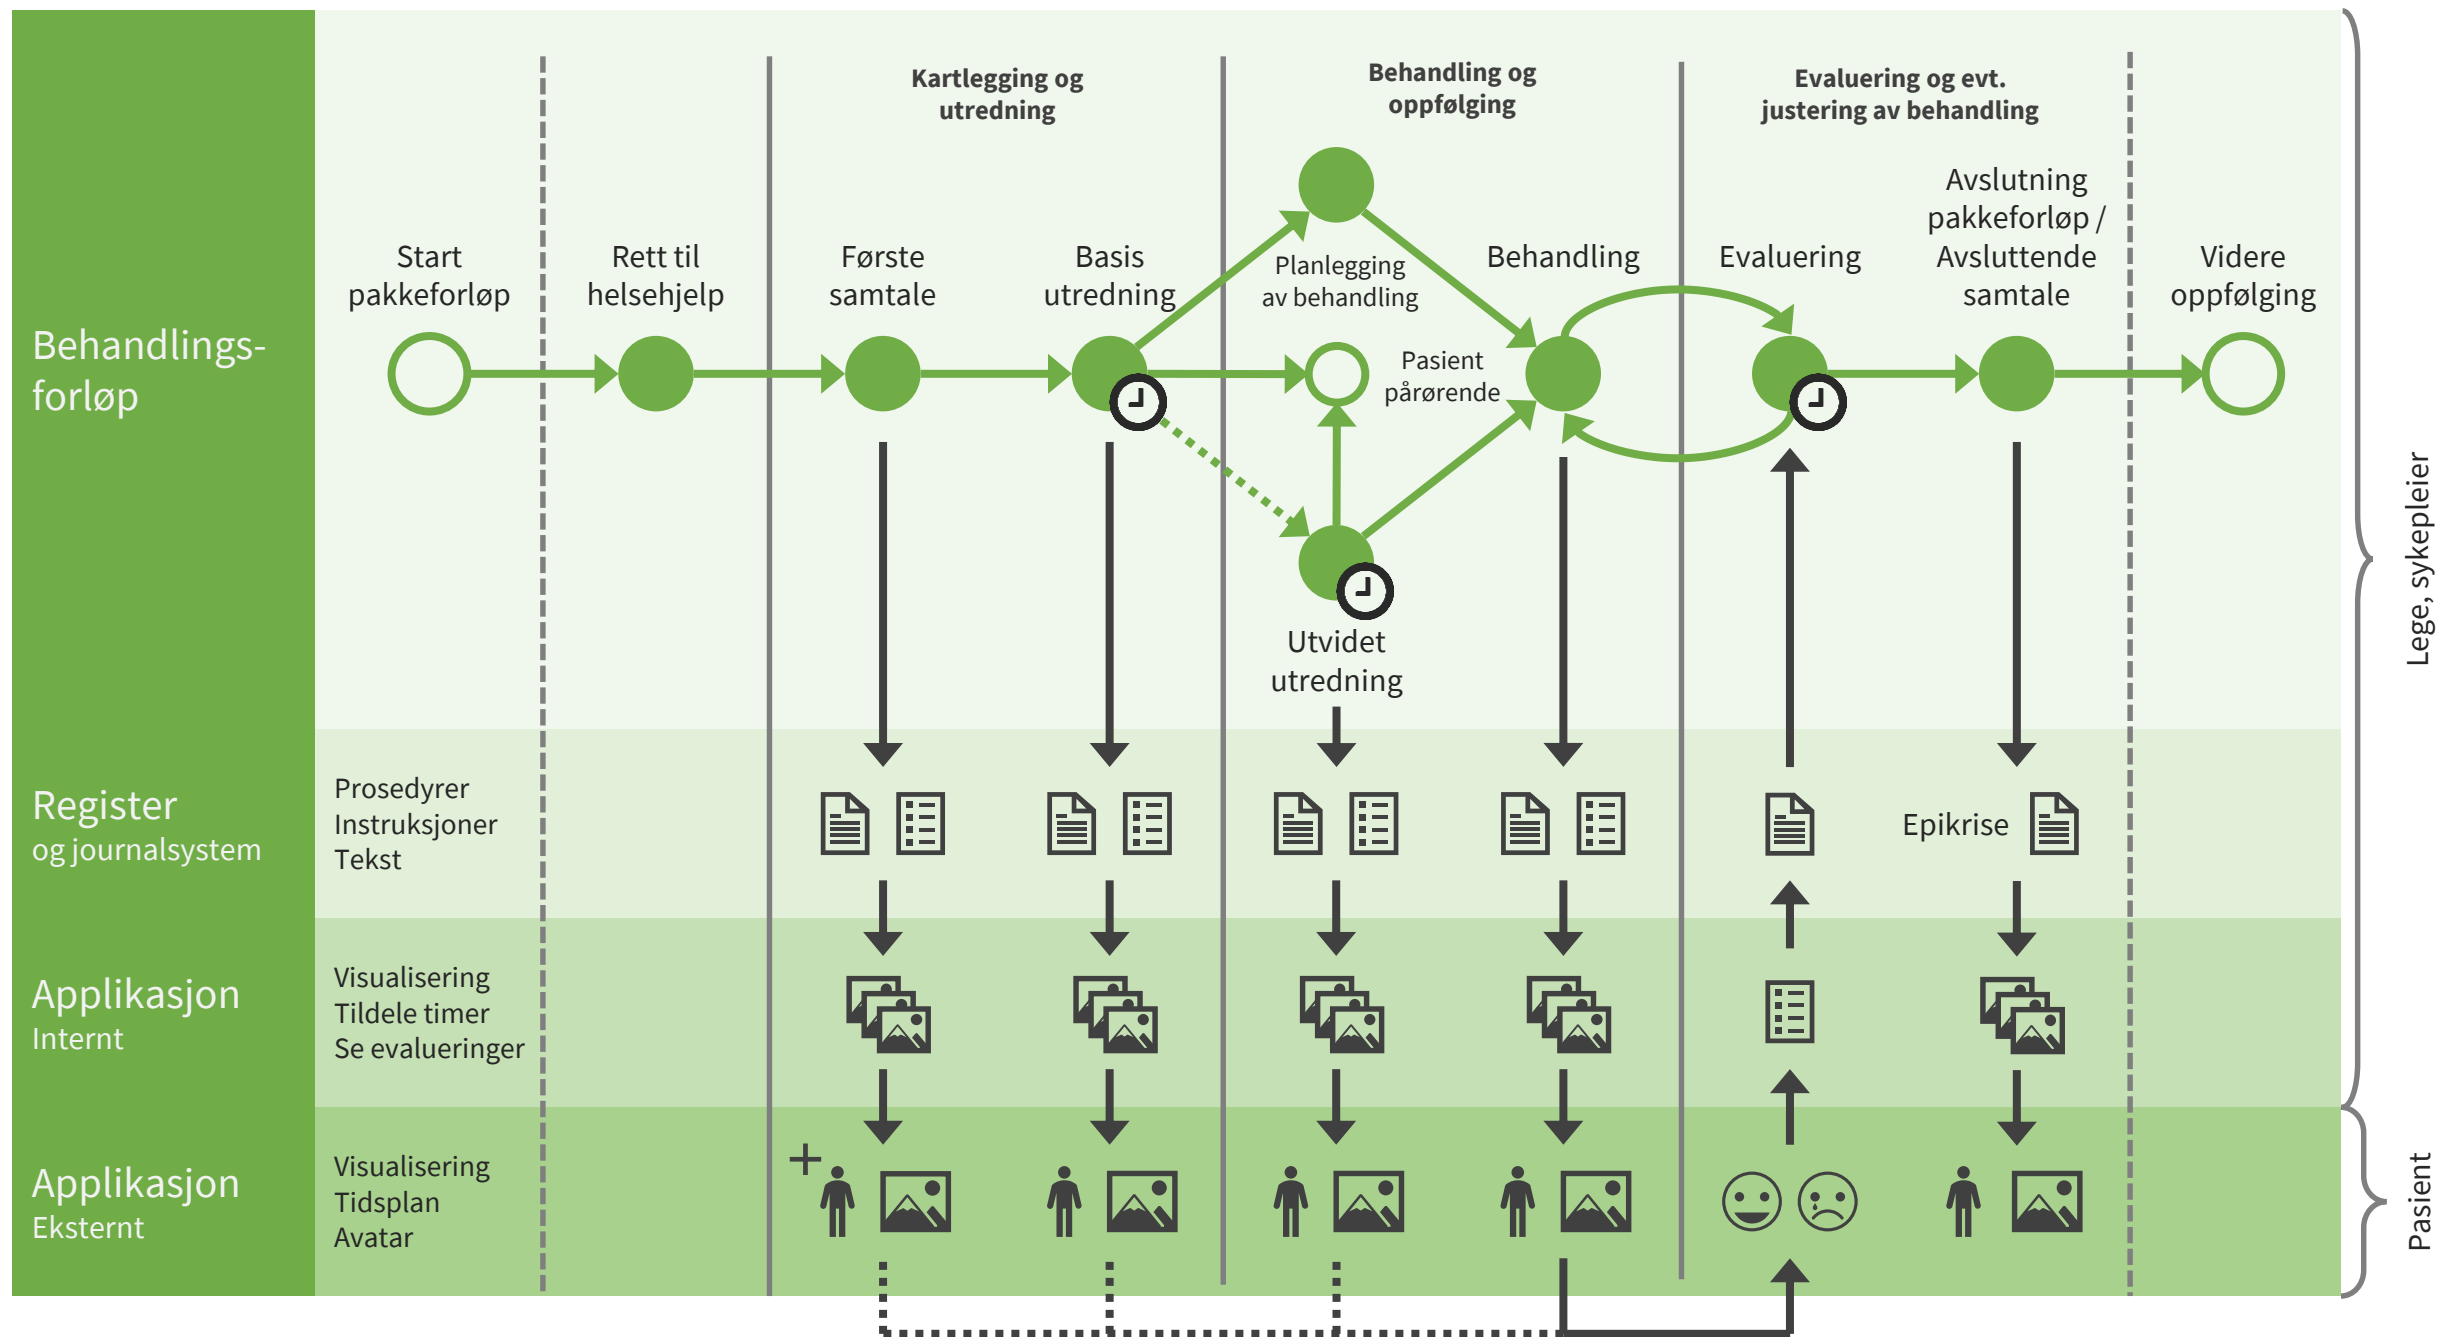 Kartlegging og
utredning
Behandling og
oppfølging
Evaluering og evt.
justering av behandling
Behandlings-
forløp
Start
pakkeforløp
Rett til
helsehjelp
Første
samtale
Basis
utredning
Planlegging
av behandling
Pasient
pårørende
Behandling
Evaluering
Avslutning
pakkeforløp /
Avsluttende
samtale
Videre
oppfølging
Utvidet
utredning
Register
og journalsystem
Prosedyrer
Instruksjoner
Tekst
Epikrise
Applikasjon
Internt
Visualisering
Tildele timer
Se evalueringer
Applikasjon
Eksternt
Visualisering
Tidsplan
Avatar
Lege, sykepleier
Pasient